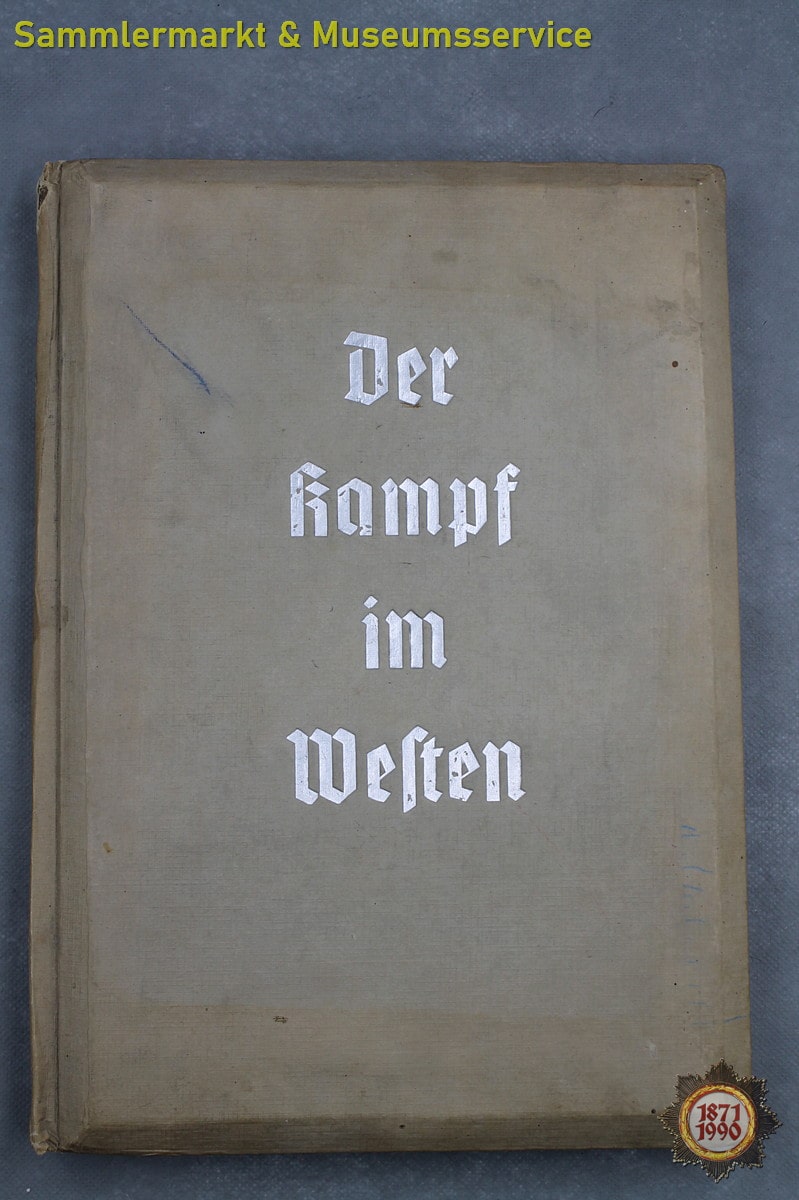 Sammlermarkt & Museumsservice
Der
Kampf
im
Weſten
1871
1990